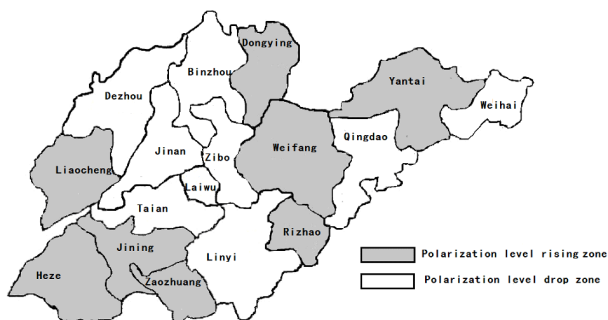 Dongying
Binzhou
Yantai
Dezhou
Weihai
Qingdao
Jinan
Zibo
Weifang
Liaocheng
Laiwu
Taian
Rizhao
Jining
Linyi
Heze
Zaozhuang
Polarization level rising zone
Polarization level drop zone